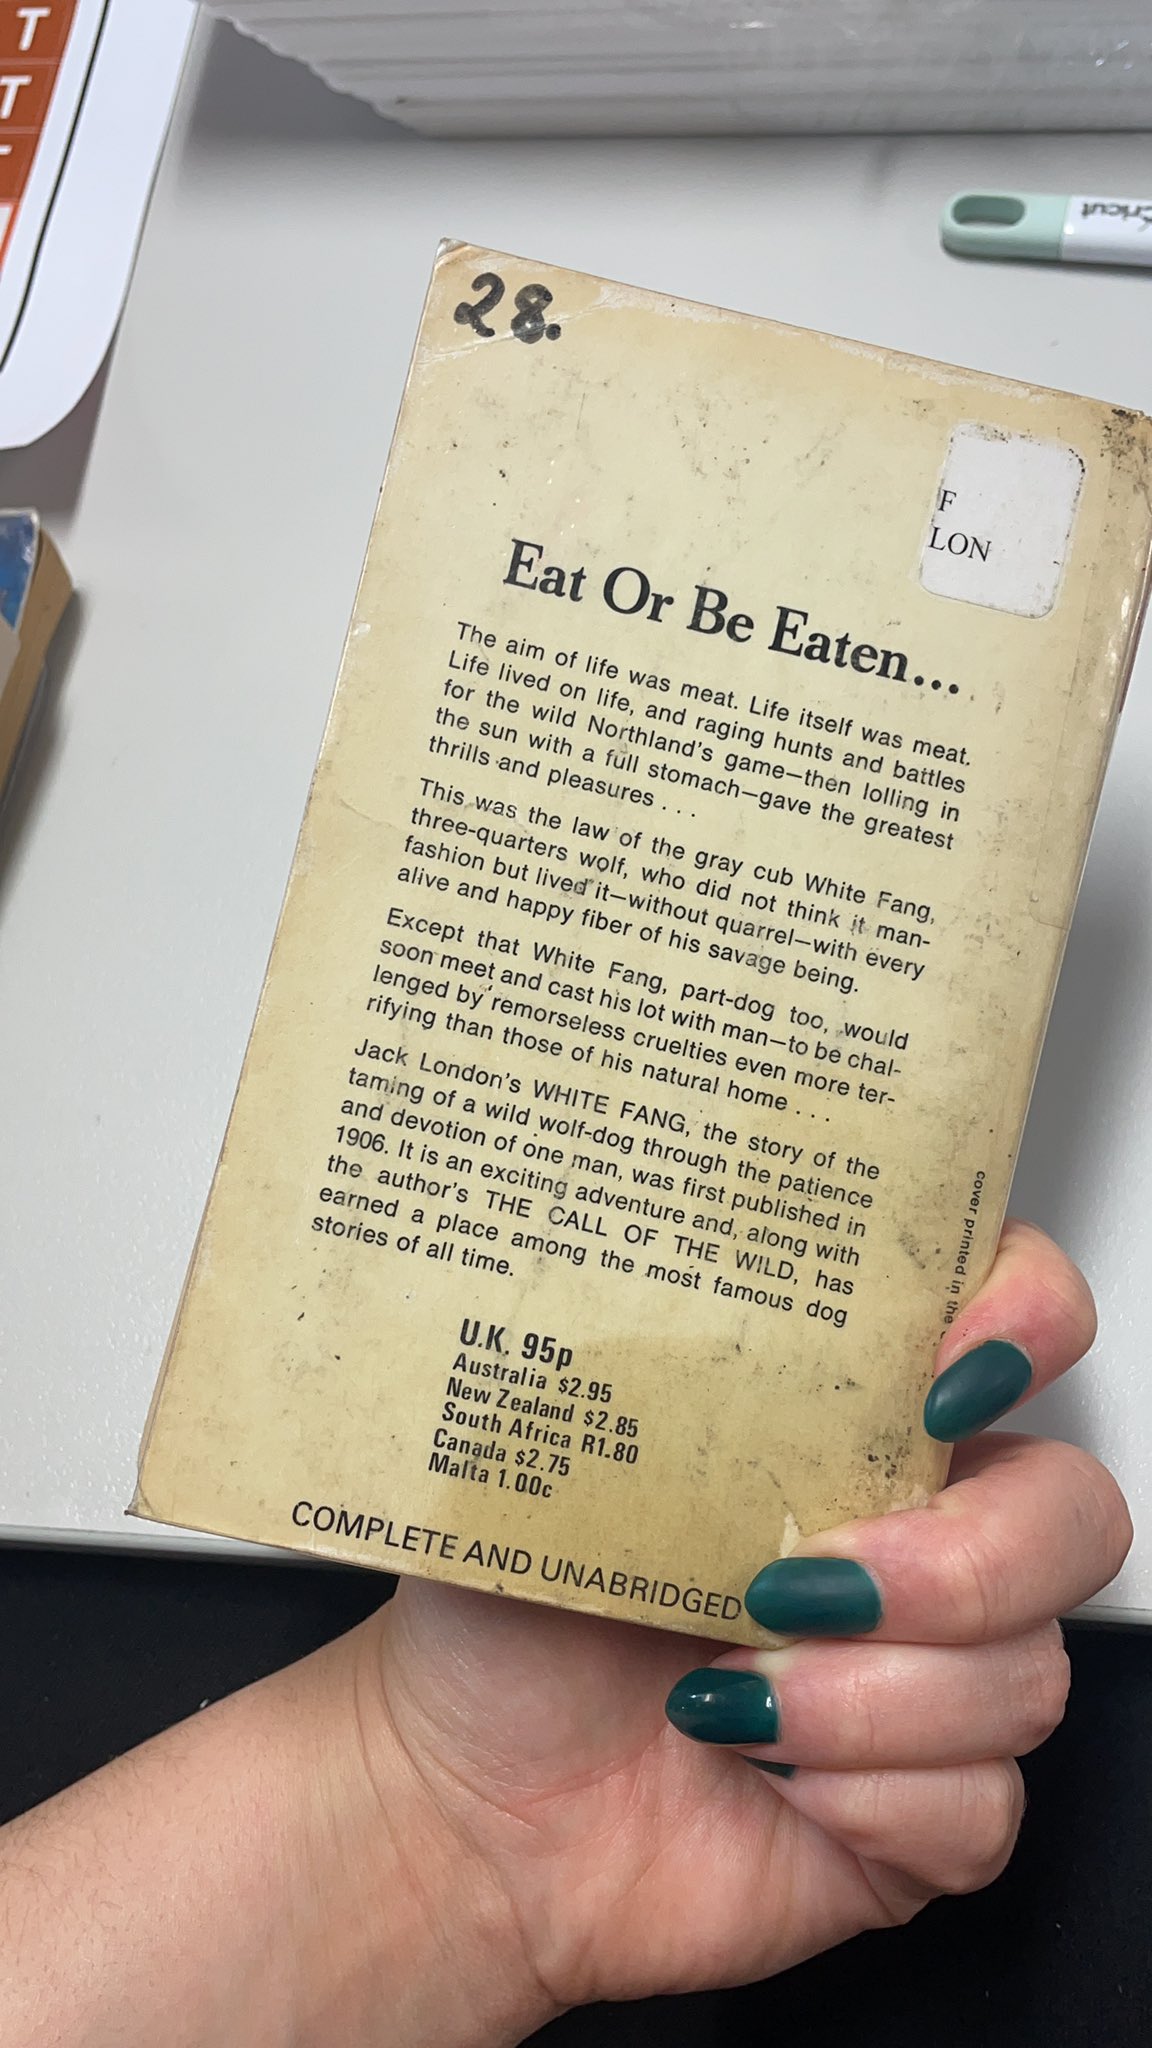 T
T
Cricut
28.
F
LON
Eat Or Be Eaten...
The aim of life was meat. Life itself was meat.
Life lived on life, and raging hunts and battles
for the wild Northland's game—then lolling in
the sun with a full stomach—gave the greatest
thrills and pleasures . . .
This was the law of the gray cub White Fang,
three-quarters wolf, who did not think it man-
fashion but lived it—without quarrel—with every
alive and happy fiber of his savage being.
Except that White Fang, part-dog too, would
soon meet and cast his lot with man—to be chal-
lenged by remorseless cruelties even more ter-
rifying than those of his natural home . . .
Jack London's WHITE FANG, the story of the
taming of a wild wolf-dog through the patience
and devotion of one man, was first published in
1906. It is an exciting adventure and, along with
the author's THE CALL OF THE WILD, has
earned a place among the most famous dog
stories of all time.
cover printed in the
U.K. 95p
Australia $2.95
New Zealand $2.85
South Africa R1.80
Canada $2.75
Malta 1.00c
COMPLETE AND UNABRIDGED